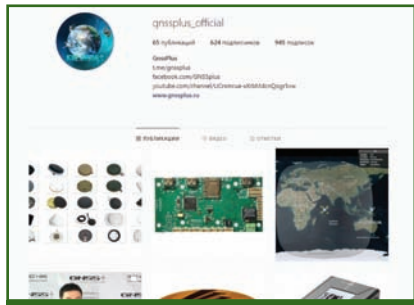 gnssplus_official
65 публикаций 624 подписчиков 945 подписок
GnssPlus
t.me/gnssplus
facebook.com/GNSSplus
www.gnssplus.ru
ПУБЛИКАЦИИ ВИДЕО ОТМЕТКИ
GNSS+